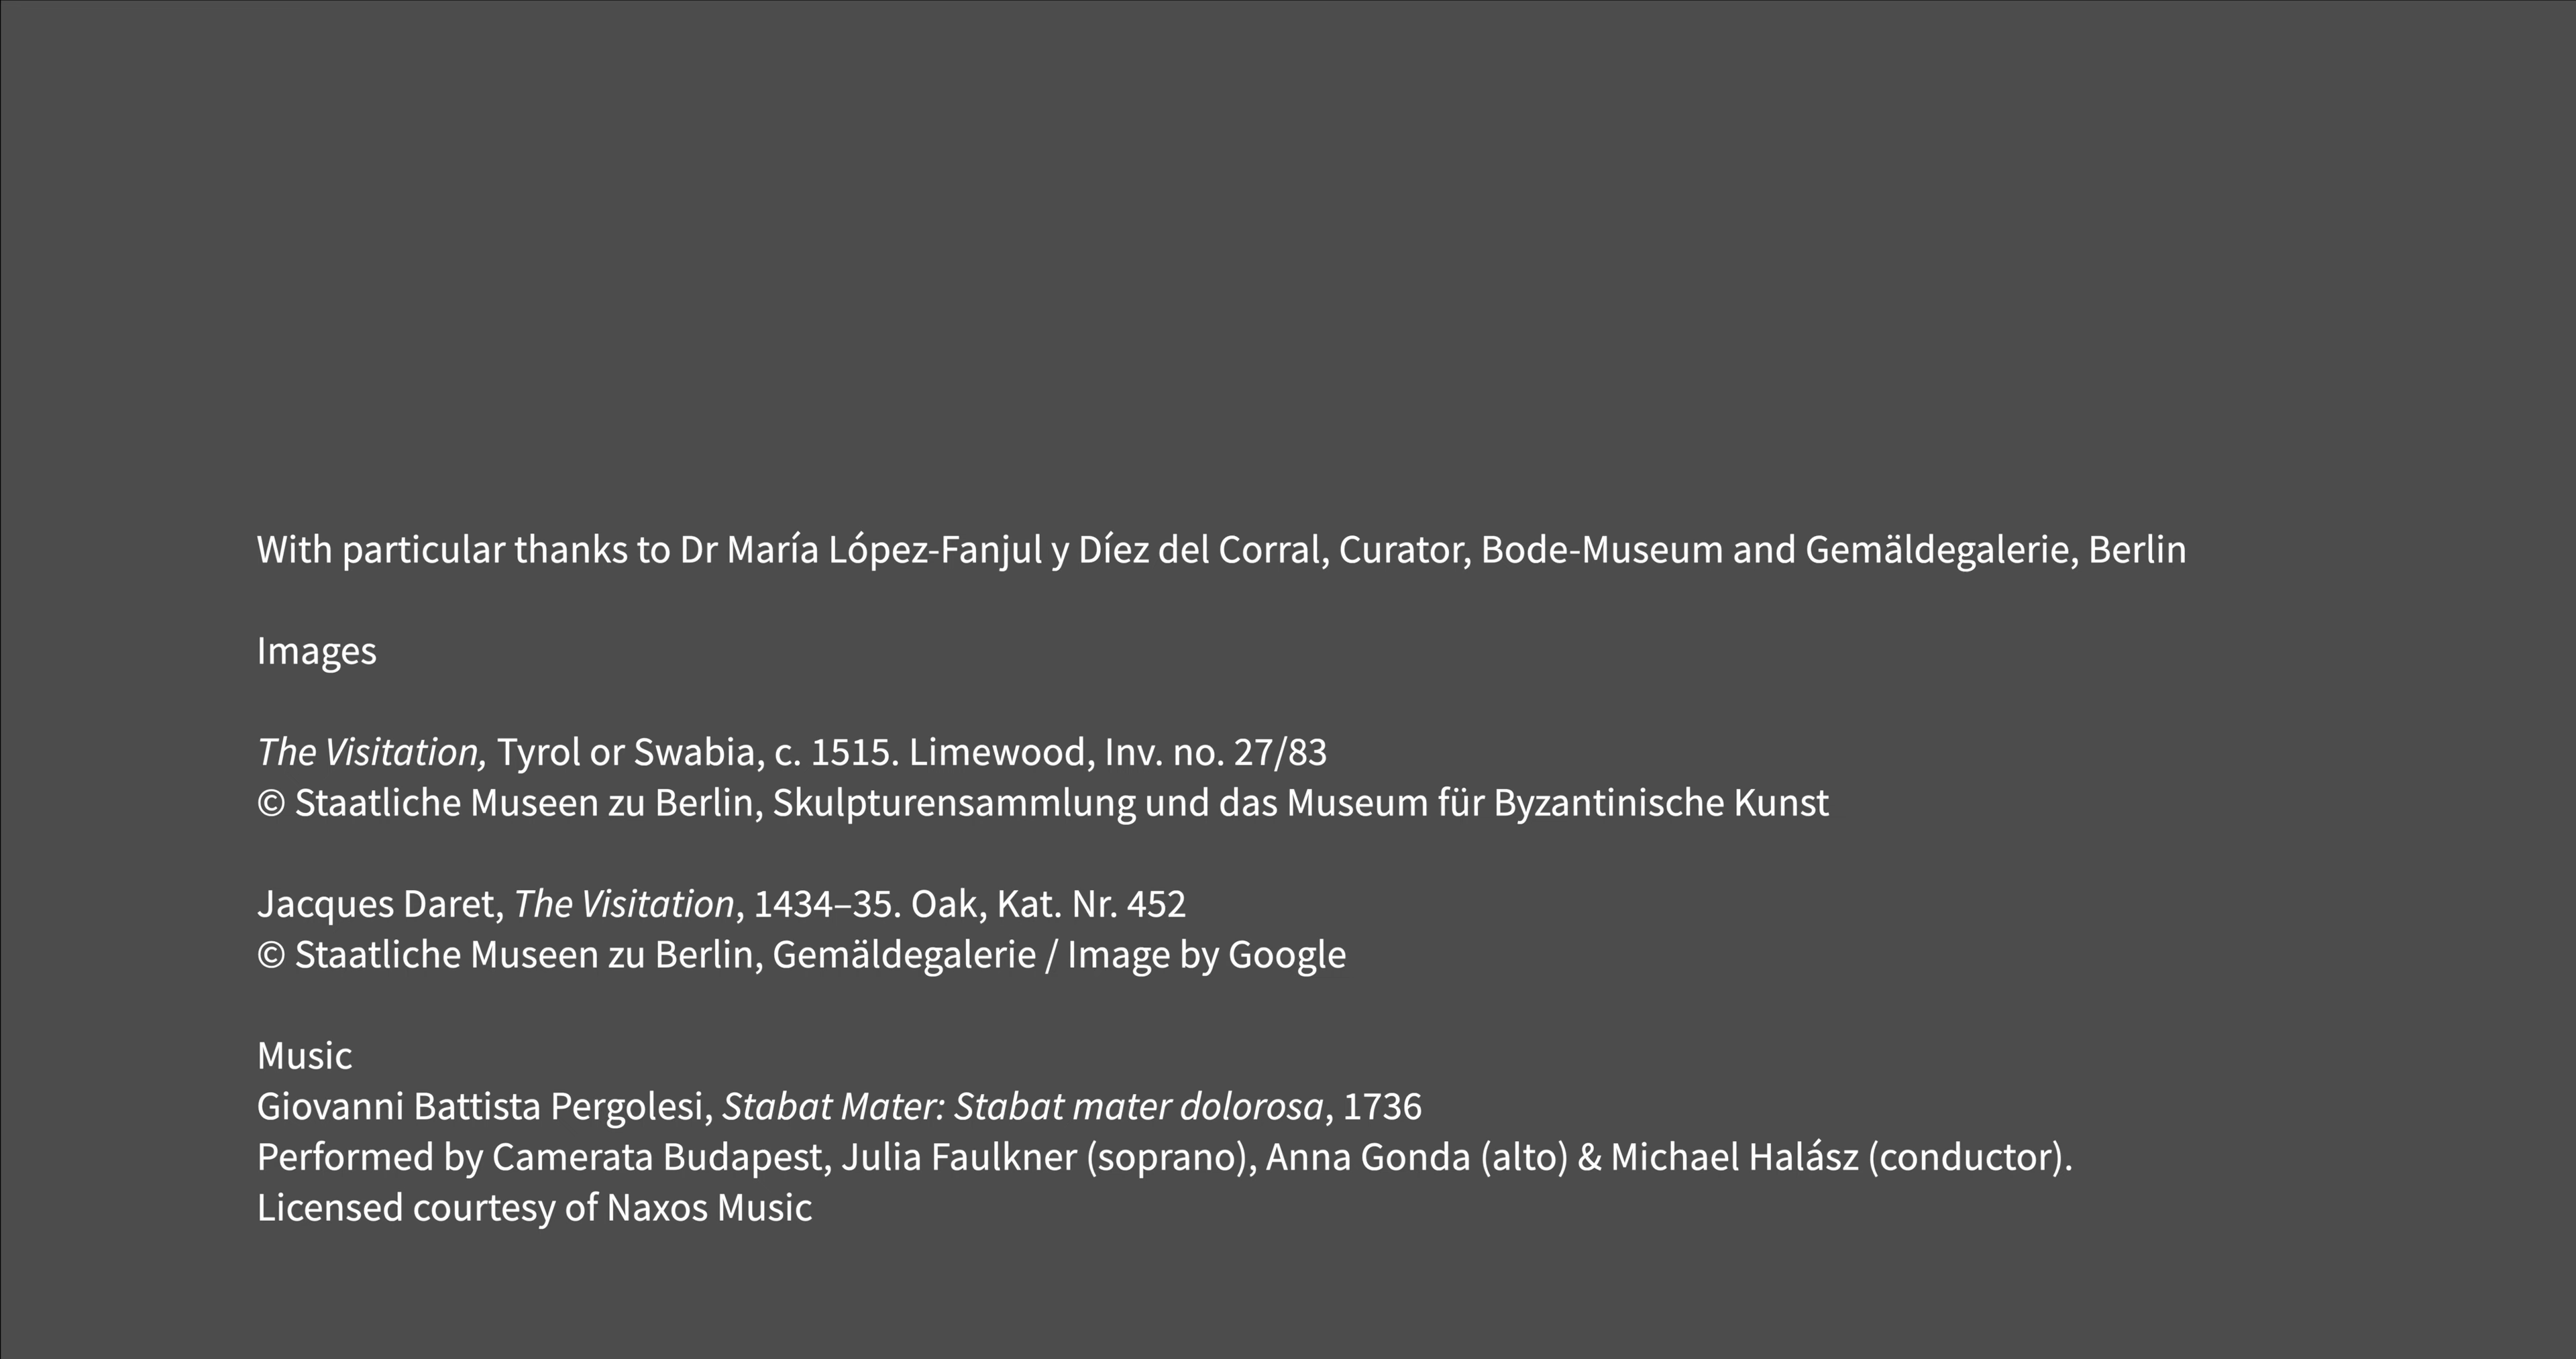 With particular thanks to Dr María López-Fanjul y Díez del Corral, Curator, Bode-Museum and Gemäldegalerie, Berlin
Images
The Visitation, Tyrol or Swabia, c. 1515. Limewood, Inv. no. 27/83
© Staatliche Museen zu Berlin, Skulpturensammlung und das Museum für Byzantinische Kunst
Jacques Daret, The Visitation, 1434–35. Oak, Kat. Nr. 452
© Staatliche Museen zu Berlin, Gemäldegalerie / Image by Google
Music
Giovanni Battista Pergolesi, Stabat Mater: Stabat mater dolorosa, 1736
Performed by Camerata Budapest, Julia Faulkner (soprano), Anna Gonda (alto) & Michael Halász (conductor).
Licensed courtesy of Naxos Music